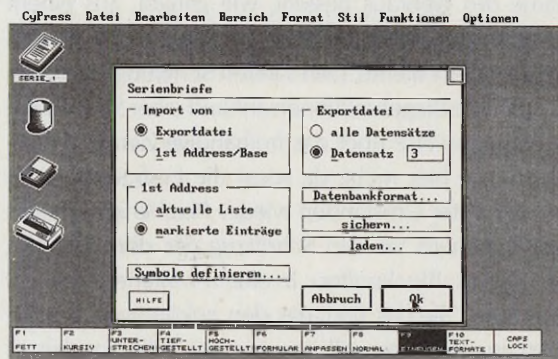 CyPress Datei Bearbeiten Bereich Format Stil Funktionen Optionen
SERIE_1
Serienbriefe
Import von
Exportdatei
1st Address/Base
Exportdatei
alle Datensätze
Datensatz 3
1st Address
aktuelle Liste
markierte Einträge
Datenbankformat...
sichern...
laden...
Symbole definieren...
HILFE
Abbruch
Ok
F1 FETT
F2 KURSIV
F3 UNTER-STRICHEN
F4 TIEF-GESTELLT
F5 HOCH-GESTELLT
F6 FORMULAR
F7 ANPASSEN
F8 NORMAL
F9 EINFÜGEN
F10 TEXT-FORMATE
CAPS LOCK